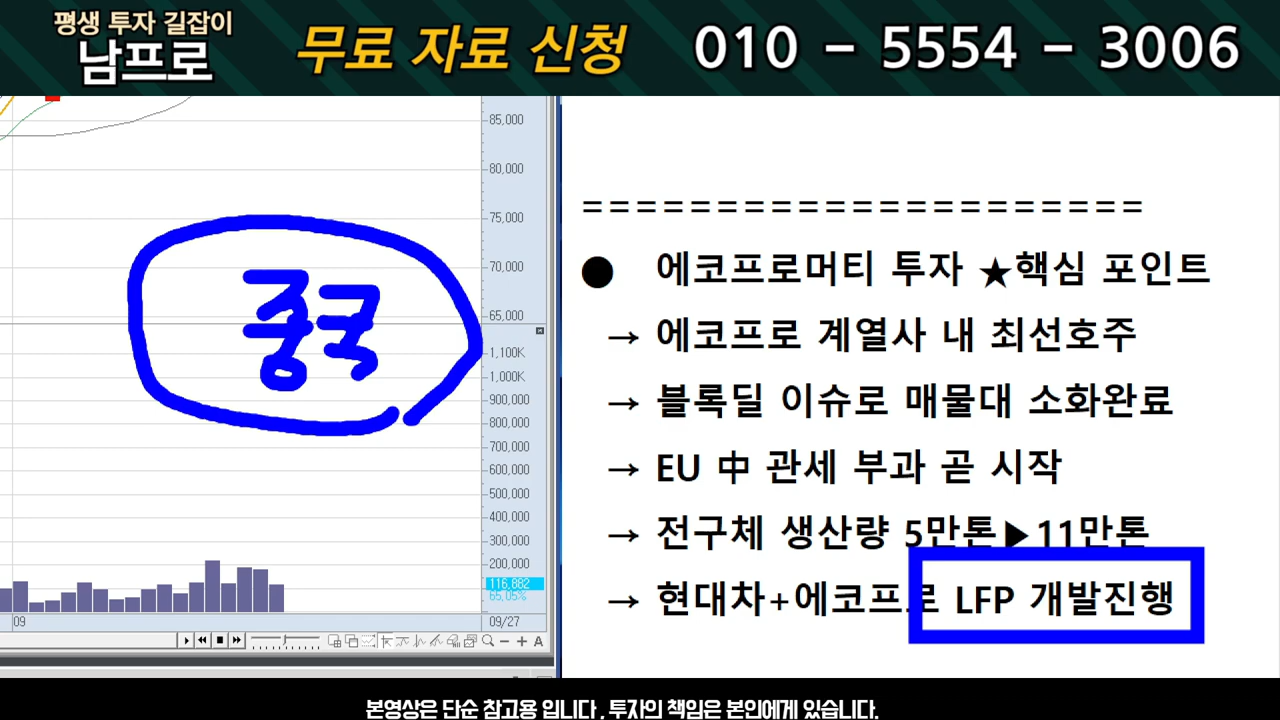 평생 투자 길잡이
남프로
무료 자료 신청
010 - 5554 - 3006
85,000
80,000
75,000
70,000
65,000
1,100K
1,000K
900,000
800,000
700,000
600,000
500,000
400,000
300,000
200,000
116,882
65,05%
09
09/27
A
중국
=====================
● 에코프로머티 투자 ★핵심 포인트
→ 에코프로 계열사 내 최선호주
→ 블록딜 이슈로 매물대 소화완료
→ EU 中 관세 부과 곧 시작
→ 전구체 생산량 5만톤▶11만톤
→ 현대차+에코프로 LFP 개발진행
본영상은 단순 참고용 입니다 , 투자의 책임은 본인에게 있습니다.